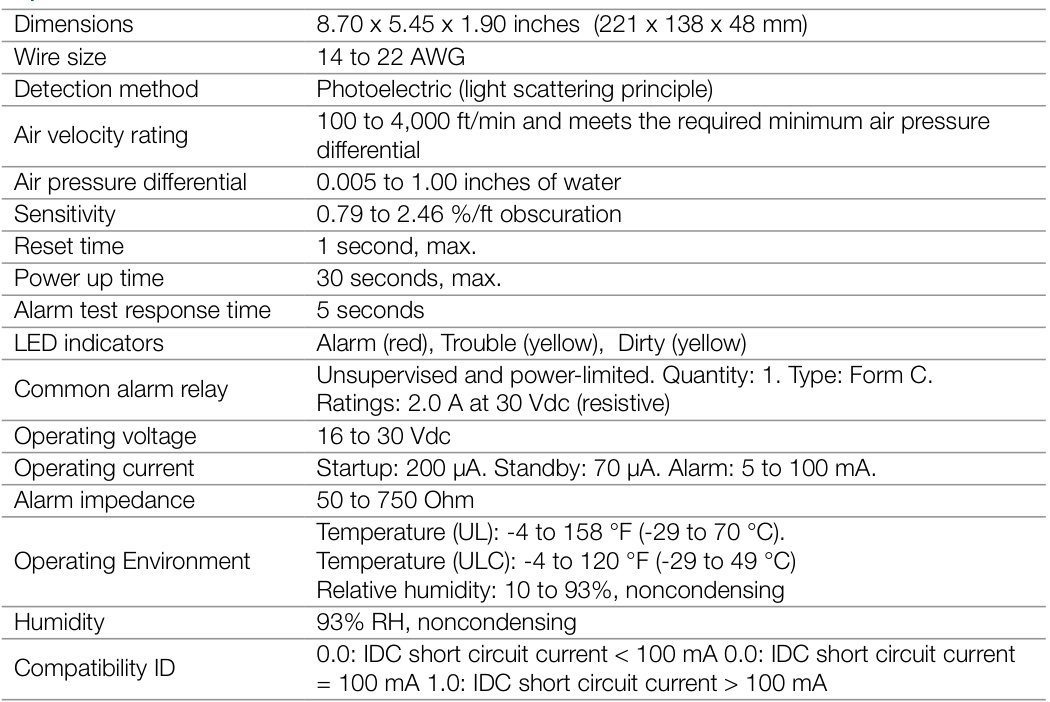 Dimensions 8.70 x 5.45 x 1.90 inches (221 x 138 x 48 mm)
Wire size 14 to 22 AWG
Detection method Photoelectric (light scattering principle)
Air velocity rating 100 to 4,000 ft/min and meets the required minimum air pressure
differential
Air pressure differential 0.005 to 1.00 inches of water
Sensitivity 0.79 to 2.46 %/ft obscuration
Reset time 1 second, max.
Power up time 30 seconds, max.
Alarm test response time 5 seconds
LED indicators Alarm (red), Trouble (yellow), Dirty (yellow)
Common alarm relay Unsupervised and power-limited. Quantity: 1. Type: Form C.
Ratings: 2.0 A at 30 Vdc (resistive)
Operating voltage 16 to 30 Vdc
Operating current Startup: 200 µA. Standby: 70 µA. Alarm: 5 to 100 mA.
Alarm impedance 50 to 750 Ohm
Operating Environment Temperature (UL): -4 to 158 °F (-29 to 70 °C).
Temperature (ULC): -4 to 120 °F (-29 to 49 °C)
Relative humidity: 10 to 93%, noncondensing
Humidity 93% RH, noncondensing
Compatibility ID 0.0: IDC short circuit current < 100 mA 0.0: IDC short circuit current
= 100 mA 1.0: IDC short circuit current > 100 mA